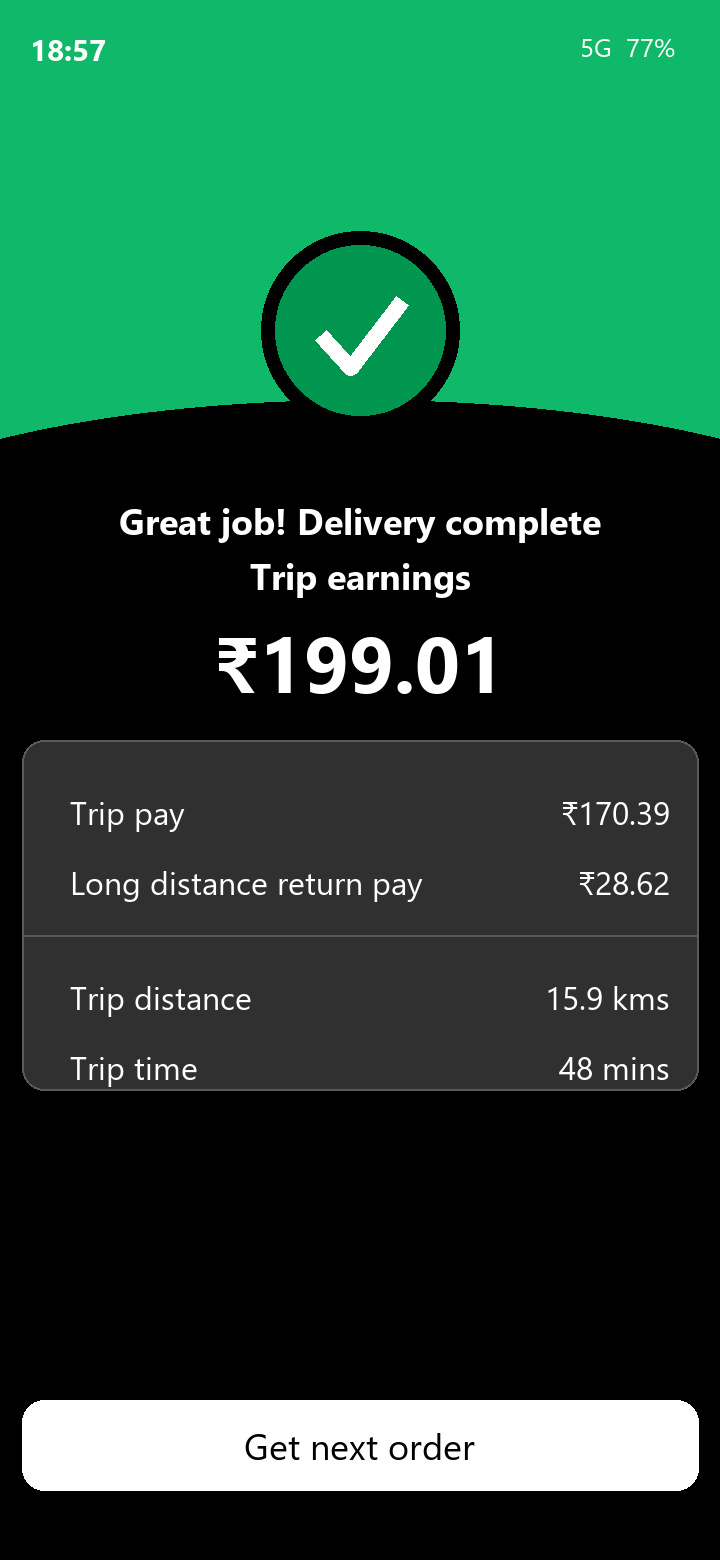 18:57 5G 77%
Great job! Delivery complete
Trip earnings
₹199.01
Trip pay ₹170.39
Long distance return pay ₹28.62
Trip distance 15.9 kms
Trip time 48 mins
Get next order